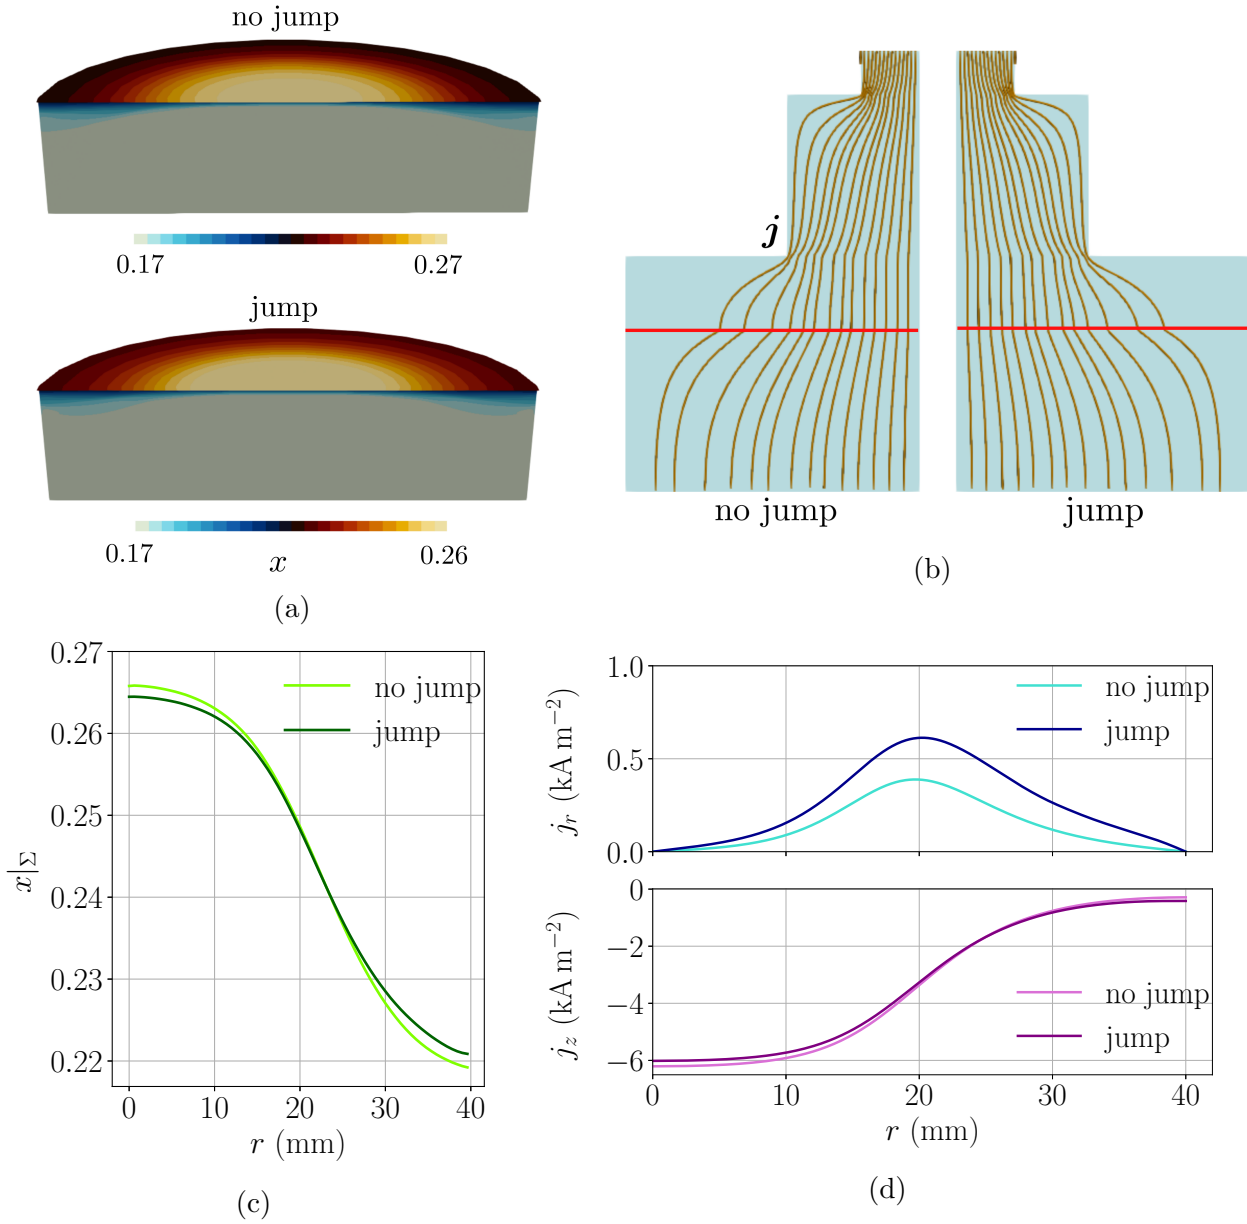 no jump
0.17 0.27
jump
0.17 0.26
x
(a)
j
no jump jump
(b)
0.27
0.26
0.25
0.24
0.23
0.22
x|Σ
no jump
jump
0 10 20 30 40
r (mm)
(c)
1.0
0.5
0.0
j_r (kA m⁻²)
no jump
jump
0
−2
−4
−6
j_z (kA m⁻²)
no jump
jump
0 10 20 30 40
r (mm)
(d)